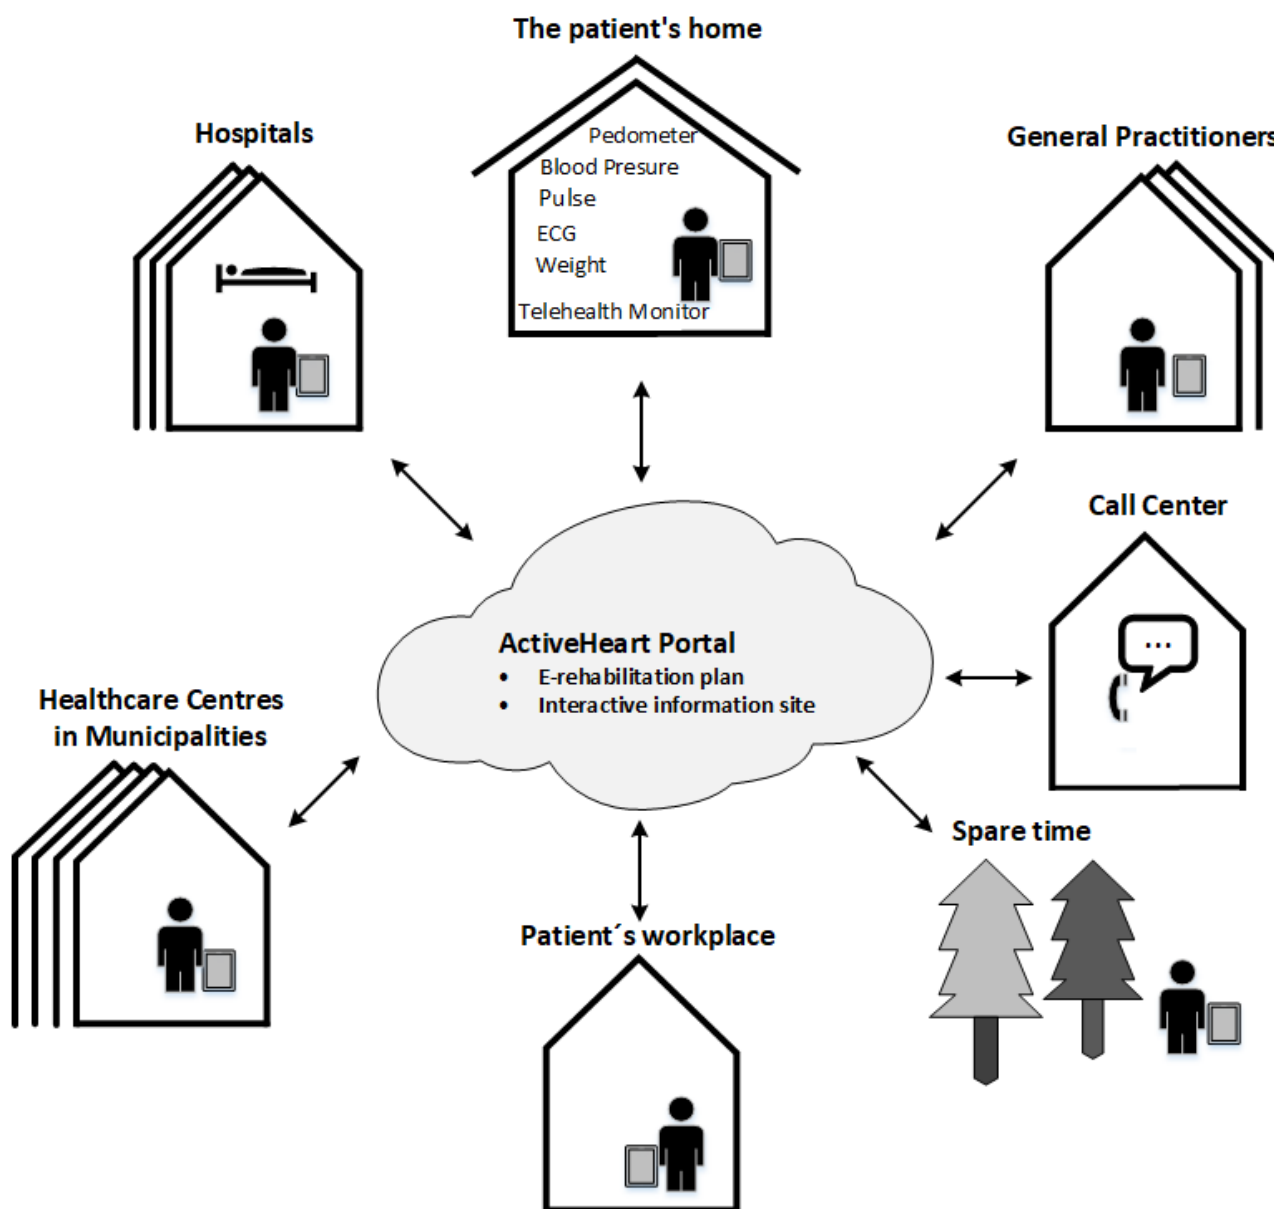 The patient's home
Hospitals
General Practitioners
Pedometer
Blood Presure
Pulse
ECG
Weight
Telehealth Monitor
Call Center
...
ActiveHeart Portal
• E-rehabilitation plan
• Interactive information site
Healthcare Centres
in Municipalities
Spare time
Patient´s workplace